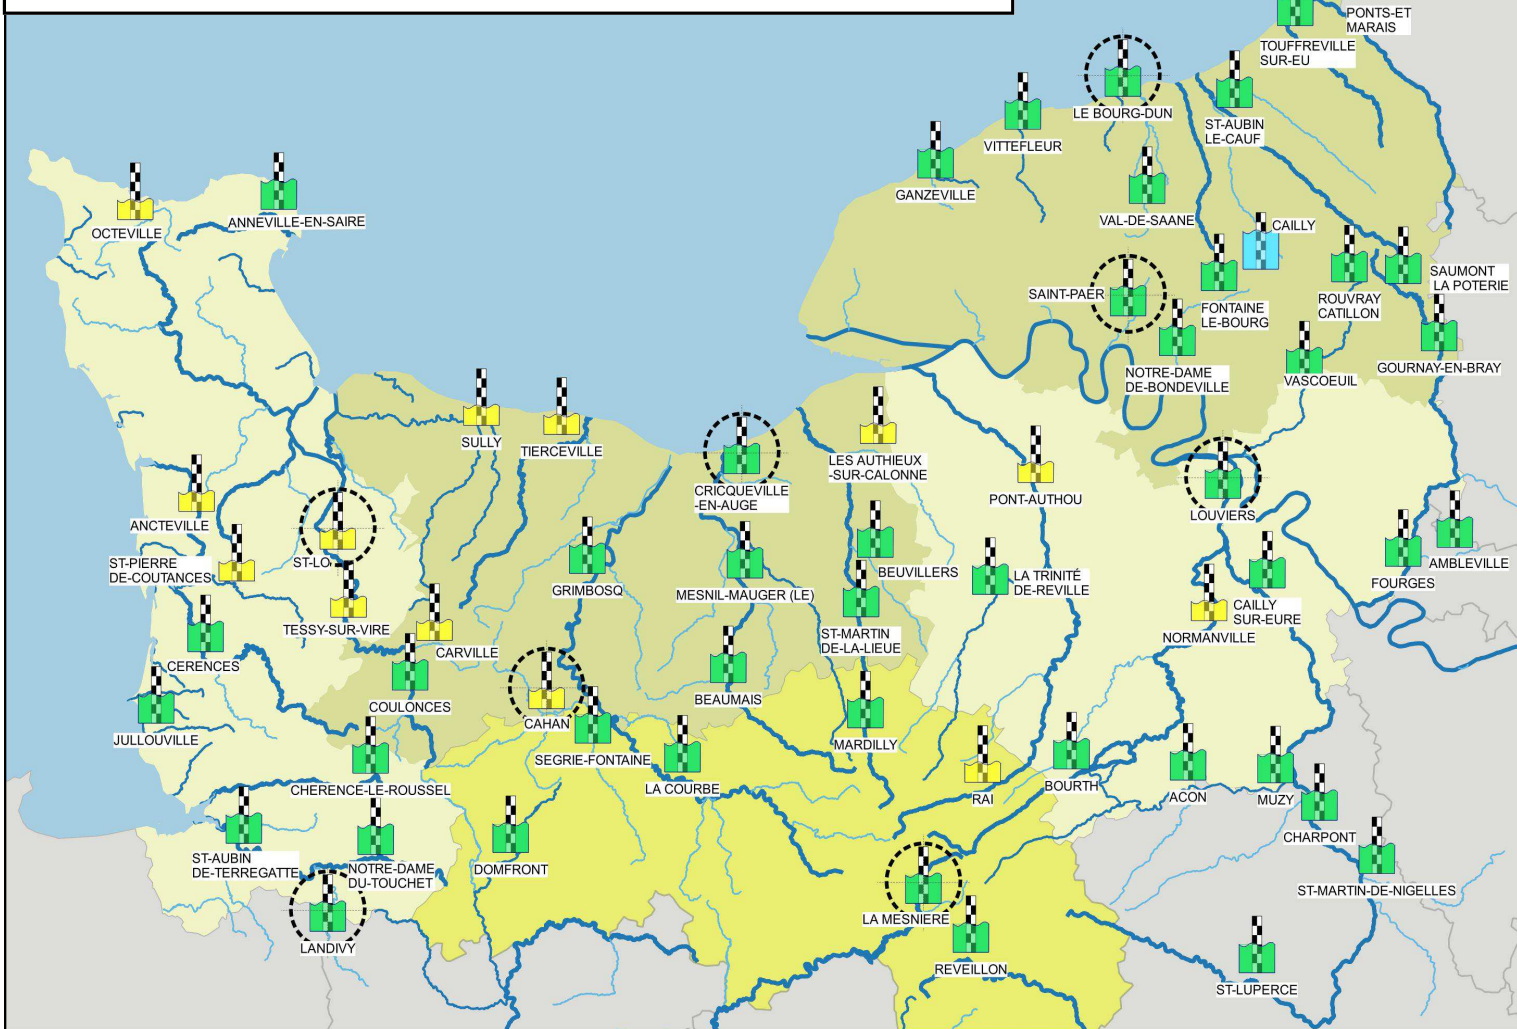 PONTS-ET
MARAIS
TOUFFREVILLE
SUR-EU
LE BOURG-DUN
ST-AUBIN
LE-CAUF
VITTEFLEUR
GANZEVILLE
VAL-DE-SAANE
CAILLY
OCTEVILLE
ANNEVILLE-EN-SAIRE
SAINT-PAER
FONTAINE
LE-BOURG
ROUVRAY
CATILLON
SAUMONT
LA POTERIE
NOTRE-DAME
DE-BONDEVILLE
VASCOEUIL
GOURNAY-EN-BRAY
SULLY
TIERCEVILLE
LES AUTHIEUX
-SUR-CALONNE
CRICQUEVILLE
-EN-AUGE
PONT-AUTHOU
LOUVIERS
ANCTEVILLE
ST-LO
ST-PIERRE
DE-COUTANCES
GRIMBOSQ
MESNIL-MAUGER (LE)
BEUVILLERS
LA TRINITÉ
DE-REVILLE
AMBLEVILLE
FOURGES
TESSY-SUR-VIRE
CARVILLE
ST-MARTIN
DE-LA-LIEUE
NORMANVILLE
CAILLY
SUR-EURE
CERENCES
COULONCES
BEAUMAIS
JULLOUVILLE
CAHAN
SEGRIE-FONTAINE
MARDILLY
CHERENCE-LE-ROUSSEL
LA COURBE
RAI
BOURTH
ACON
MUZY
CHARPONT
ST-AUBIN
DE-TERREGATTE
NOTRE-DAME
DU-TOUCHET
DOMFRONT
ST-MARTIN-DE-NIGELLES
LANDIVY
LA MESNIERE
REVEILLON
ST-LUPERCE